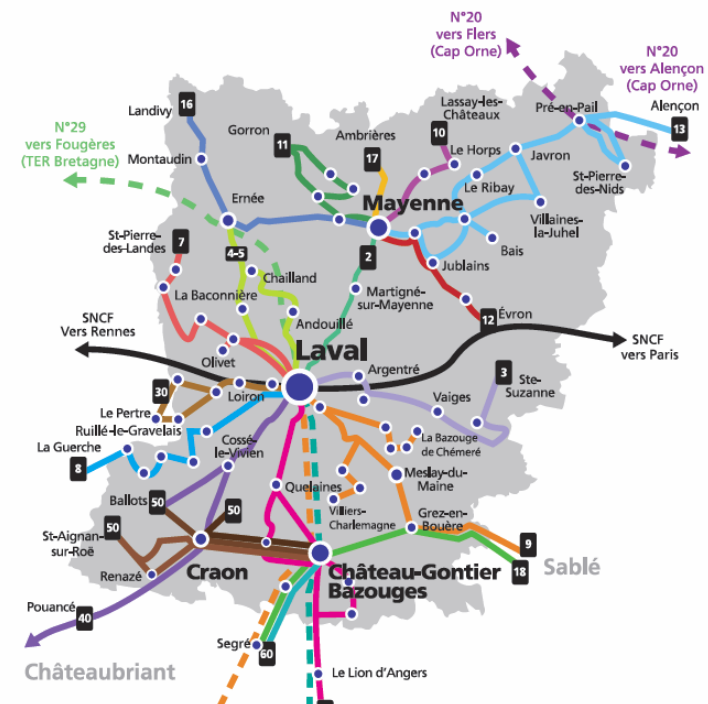 N°20
vers Flers
(Cap Orne)
N°20
vers Alençon
(Cap Orne)
Landivy
16
Gorron
11
Ambrières
17
Lassay-les-
Châteaux
10
Pré-en-Pail
Alençon
13
N°29
vers Fougères
(TER Bretagne)
Montaudin
Le Horps
Javron
St-Pierre-
des-Nids
Le Ribay
Ernée
Mayenne
Villaines-
la-Juhel
St-Pierre-
des-Landes
7
4-5
2
Bais
Jublains
Chailland
La Baconnière
Martigné-
sur-Mayenne
Andouillé
12
Évron
SNCF
Vers Rennes
SNCF
vers Paris
Laval
Olivet
Argentré
3
Ste-
Suzanne
30
Loiron
Vaiges
Le Pertre
Ruillé-le-Gravelais
La Guerche
8
Cossé-
le-Vivien
La Bazouge
de Chémeré
Meslay-du-
Maine
Quelaines
Villiers-
Charlemagne
Ballots
50
50
50
St-Aignan-
sur-Roë
Grez-en-
Bouère
9
18
Sablé
Renazé
Craon
Château-Gontier
Bazouges
Pouancé
40
Châteaubriant
Segré
60
Le Lion d'Angers